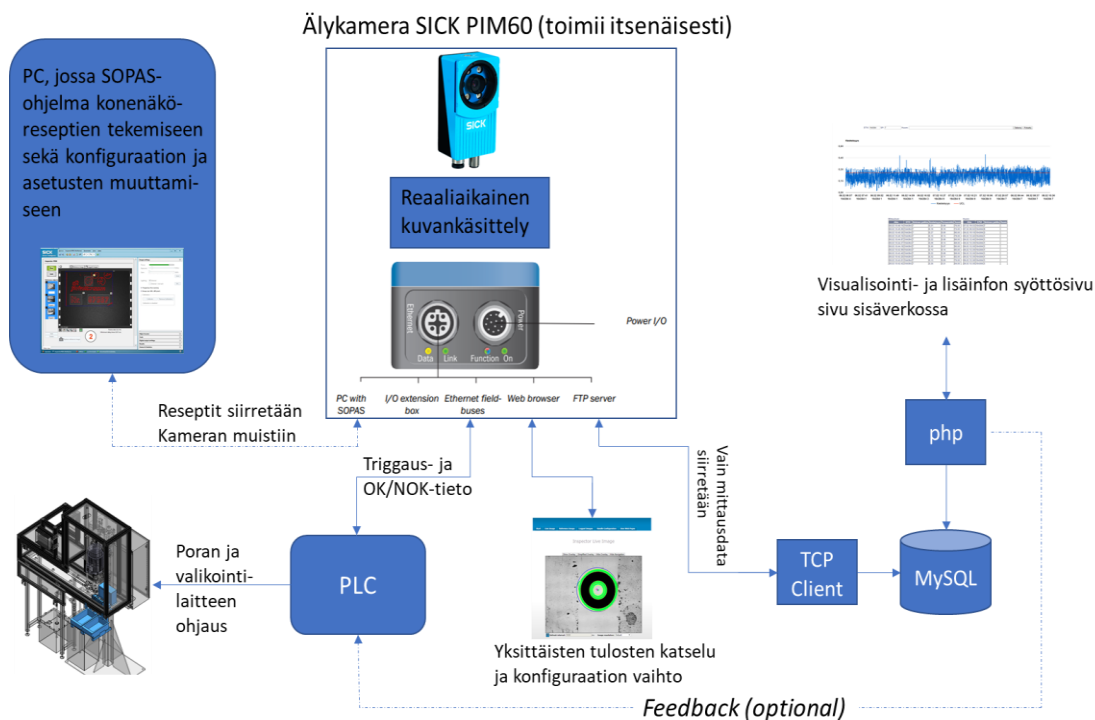 Älykamera SICK PIM60 (toimii itsenäisesti)
PC, jossa SOPAS-
ohjelma konenäkö-
reseptien tekemiseen
sekä konfiguraation ja
asetusten muuttami-
seen
SICK
Reaaliaikainen
kuvankäsittely
Ethernet
Power
Data
Link
Function
On
Power I/O
PC with
SOPAS
I/O extension
box
Ethernet field-
buses
Web browser
FTP server
Visualisointi- ja lisäinfon syöttösivu
sivu sisäverkossa
Reseptit siirretään
Kameran muistiin
Triggaus- ja
OK/NOK-tieto
Vain mittausdata
siirretään
php
Poran ja
valikointi-
laitteen
ohjaus
PLC
TCP
Client
MySQL
Yksittäisten tulosten katselu
ja konfiguraation vaihto
Feedback (optional)